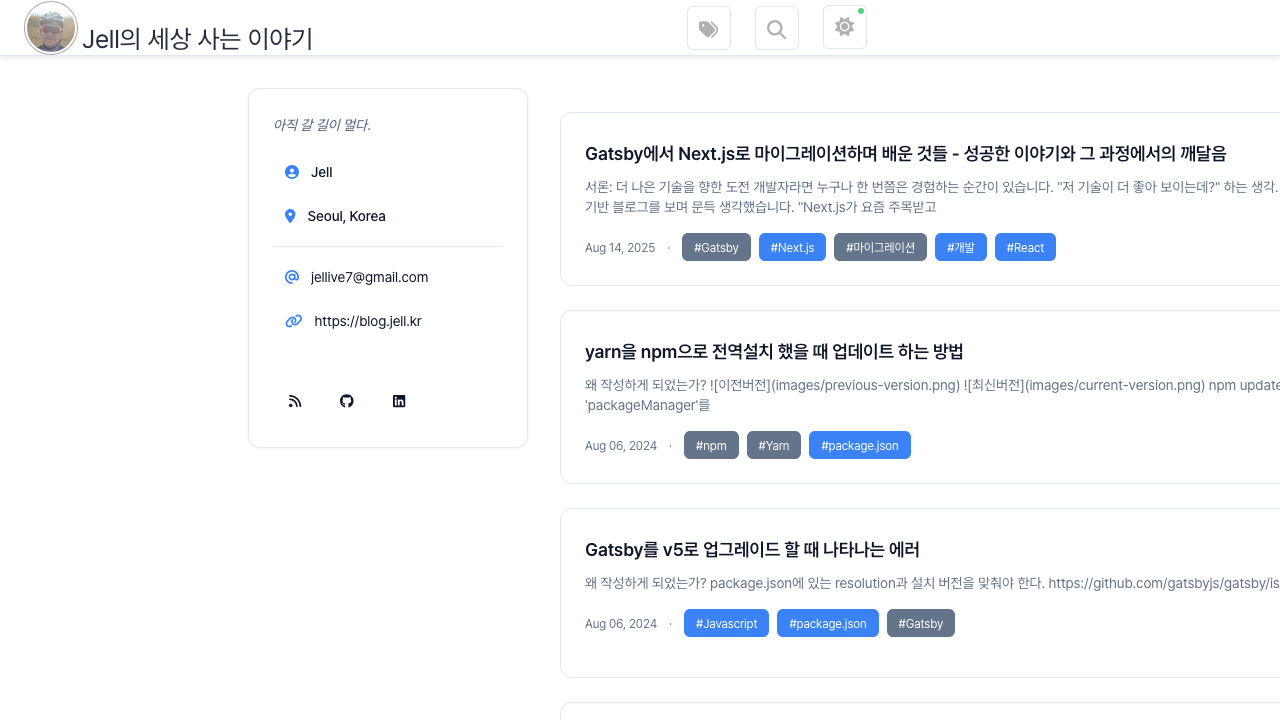 Jell의 세상 사는 이야기
아직 갈 길이 멀다.
Jell
Seoul, Korea
jellive7@gmail.com
https://blog.jell.kr
Gatsby에서 Next.js로 마이그레이션하며 배운 것들 - 성공한 이야기와 그 과정에서의 깨달음
서론: 더 나은 기술을 향한 도전 개발자라면 누구나 한 번쯤은 경험하는 순간이 있습니다. "저 기술이 더 좋아 보이는데?" 하는 생각.
기반 블로그를 보며 문득 생각했습니다. "Next.js가 요즘 주목받고
Aug 14, 2025 · #Gatsby #Next.js #마이그레이션 #개발 #React
yarn을 npm으로 전역설치 했을 때 업데이트 하는 방법
왜 작성하게 되었는가? ![이전버전](images/previous-version.png) ![최신버전](images/current-version.png) npm update
'packageManager'를
Aug 06, 2024 · #npm #Yarn #package.json
Gatsby를 v5로 업그레이드 할 때 나타나는 에러
왜 작성하게 되었는가? package.json에 있는 resolution과 설치 버전을 맞춰야 한다. https://github.com/gatsbyjs/gatsby/is
Aug 06, 2024 · #Javascript #package.json #Gatsby